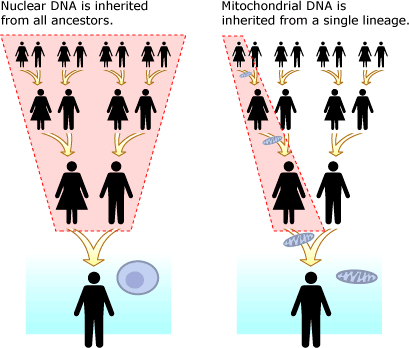 Nuclear DNA is inherited
from all ancestors.
Mitochondrial DNA is
inherited from a single lineage.